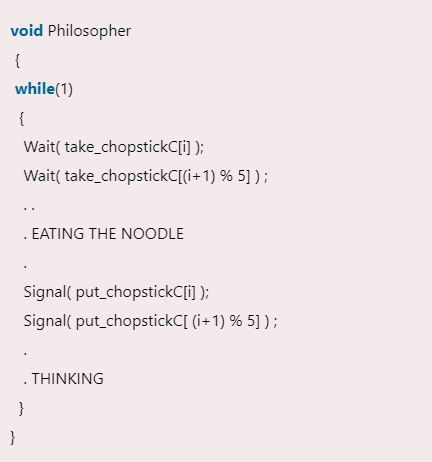 void Philosopher
{
while(1)
{
Wait( take_chopstickC[i] );
Wait( take_chopstickC[(i+1) % 5] ) ;
. .
. EATING THE NOODLE
.
Signal( put_chopstickC[i] );
Signal( put_chopstickC[ (i+1) % 5] ) ;
.
. THINKING
}
}